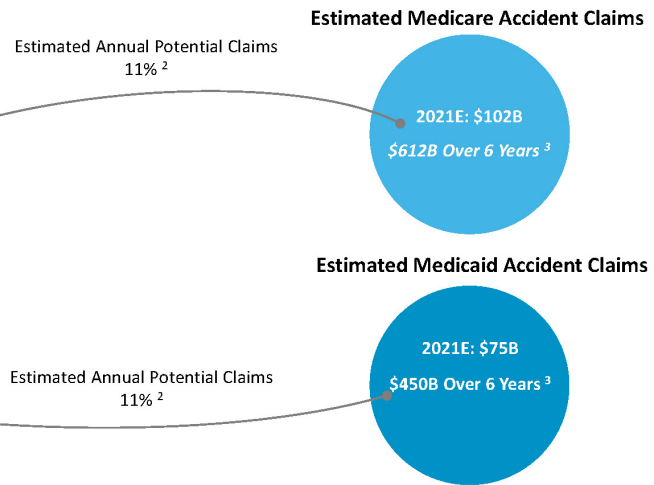 Estimated Medicare Accident Claims
Estimated Annual Potential Claims
11% ²
2021E: $102B
$612B Over 6 Years ³
Estimated Medicaid Accident Claims
2021E: $75B
Estimated Annual Potential Claims
11% ²
$450B Over 6 Years ³